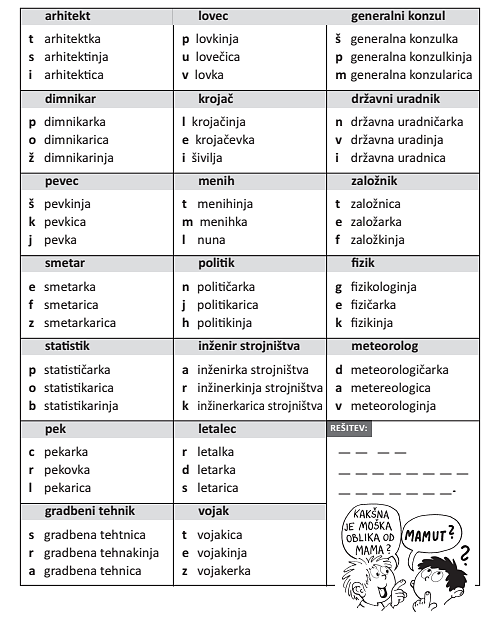 arhitekt
t arhitektka
s arhitektinja
i arhitektica
lovec
p lovkinja
u lovečica
v lovka
generalni konzul
š generalna konzulka
p generalna konzulkinja
m generalna konzularica
dimnikar
p dimnikarka
o dimnikarica
ž dimnikarinja
krojač
l krojačinja
e krojačevka
i šivilja
državni uradnik
n državna uradničarka
v državna uradinja
i državna uradnica
pevec
š pevkinja
k pevkica
j pevka
menih
t menihinja
m menihka
l nuna
založnik
t založnica
e založarka
f založkinja
smetar
e smetarka
f smetarica
z smetarkarica
politik
n političarka
j politikarica
h politikinja
fizik
g fizikologinja
e fizičarka
k fizikinja
statistik
p statističarka
o statistikarica
b statistikarinja
inženir strojništva
a inženirka strojništva
r inžinerkinja strojništva
k inžinerkarica strojništva
meteorolog
d meteorologičarka
a metereologica
v meteorologinja
pek
c pekarka
r pekovka
l pekarica
letalec
r letalka
d letarka
s letarica
REŠITEV:
_ _ _ _
_ _ _ _ _ _ _ _
_ _ _ _ _ _ _.
gradbeni tehnik
s gradbena tehtnica
r gradbena tehnakinja
a gradbena tehnica
vojak
t vojakica
e vojakinja
z vojakerka
KAKŠNA
JE MOŠKA
OBLIKA OD
MAMA?
MAMUT?
?